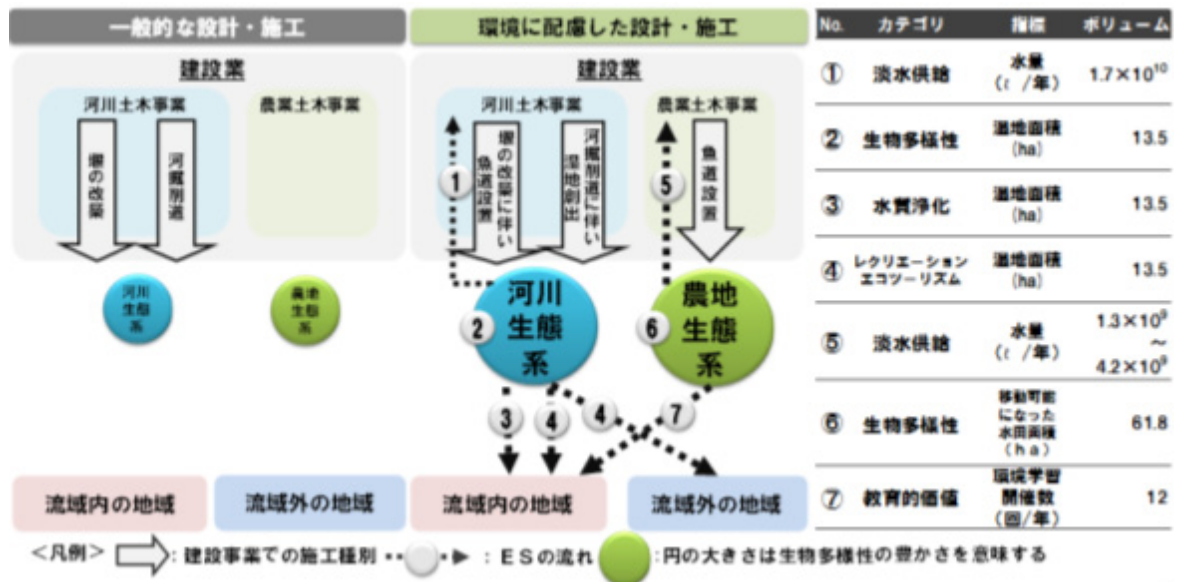 一般的な設計・施工
環境に配慮した設計・施工
建設業
河川土木事業
農業土木事業
堰の改築
河道掘削
河川
生態
系
農地
生態
系
建設業
河川土木事業
農業土木事業
堰の改築に伴い
魚道設置
河道掘削に伴い
湿地創出
魚道設置
1
5
河川
生態
系
2
農地
生態
系
6
3
4
4
7
流域内の地域
流域外の地域
流域内の地域
流域外の地域
<凡例>
:建設事業での施工種別
:ESの流れ
:円の大きさは生物多様性の豊かさを意味する
No. カテゴリ 指標 ボリューム
① 淡水供給 水量
(ℓ /年) 1.7×10¹⁰
② 生物多様性 湿地面積
(ha) 13.5
③ 水質浄化 湿地面積
(ha) 13.5
④ レクリエーション
エコツーリズム 湿地面積
(ha) 13.5
⑤ 淡水供給 水量
(ℓ /年) 1.3×10⁹
～
4.2×10⁹
⑥ 生物多様性 移動可能
になった
水田面積
(ha) 61.8
⑦ 教育的価値 環境学習
開催数
(回/年) 12